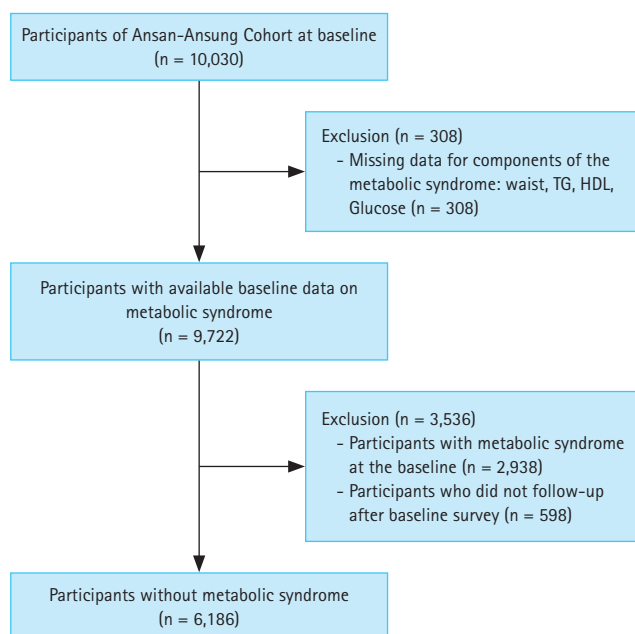 Participants of Ansan-Ansung Cohort at baseline
(n = 10,030)
Exclusion (n = 308)
- Missing data for components of the
metabolic syndrome: waist, TG, HDL,
Glucose (n = 308)
Participants with available baseline data on
metabolic syndrome
(n = 9,722)
Exclusion (n = 3,536)
- Participants with metabolic syndrome
at the baseline (n = 2,938)
- Participants who did not follow-up
after baseline survey (n = 598)
Participants without metabolic syndrome
(n = 6,186)